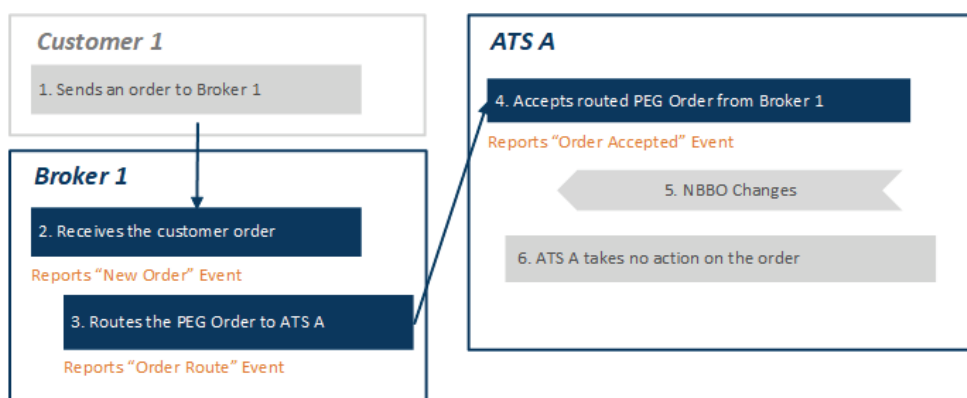 Customer 1
1. Sends an order to Broker 1
Broker 1
2. Receives the customer order
Reports “New Order” Event
3. Routes the PEG Order to ATS A
Reports “Order Route” Event
ATS A
4. Accepts routed PEG Order from Broker 1
Reports “Order Accepted” Event
5. NBBO Changes
6. ATS A takes no action on the order